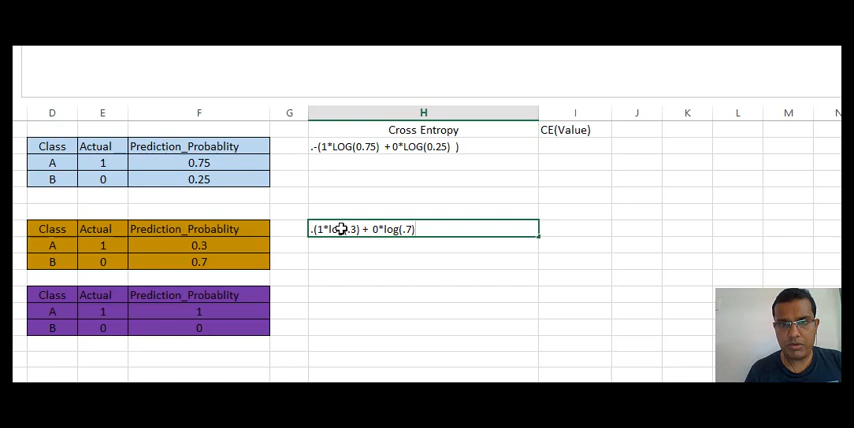 D E F G H I J K L M N
Cross Entropy CE(Value)
Class Actual Prediction_Probablity .-(1*LOG(0.75) +0*LOG(0.25) )
A 1 0.75
B 0 0.25
Class Actual Prediction_Probablity .(1*log(.3) + 0*log(.7)
A 1 0.3
B 0 0.7
Class Actual Prediction_Probablity
A 1 1
B 0 0